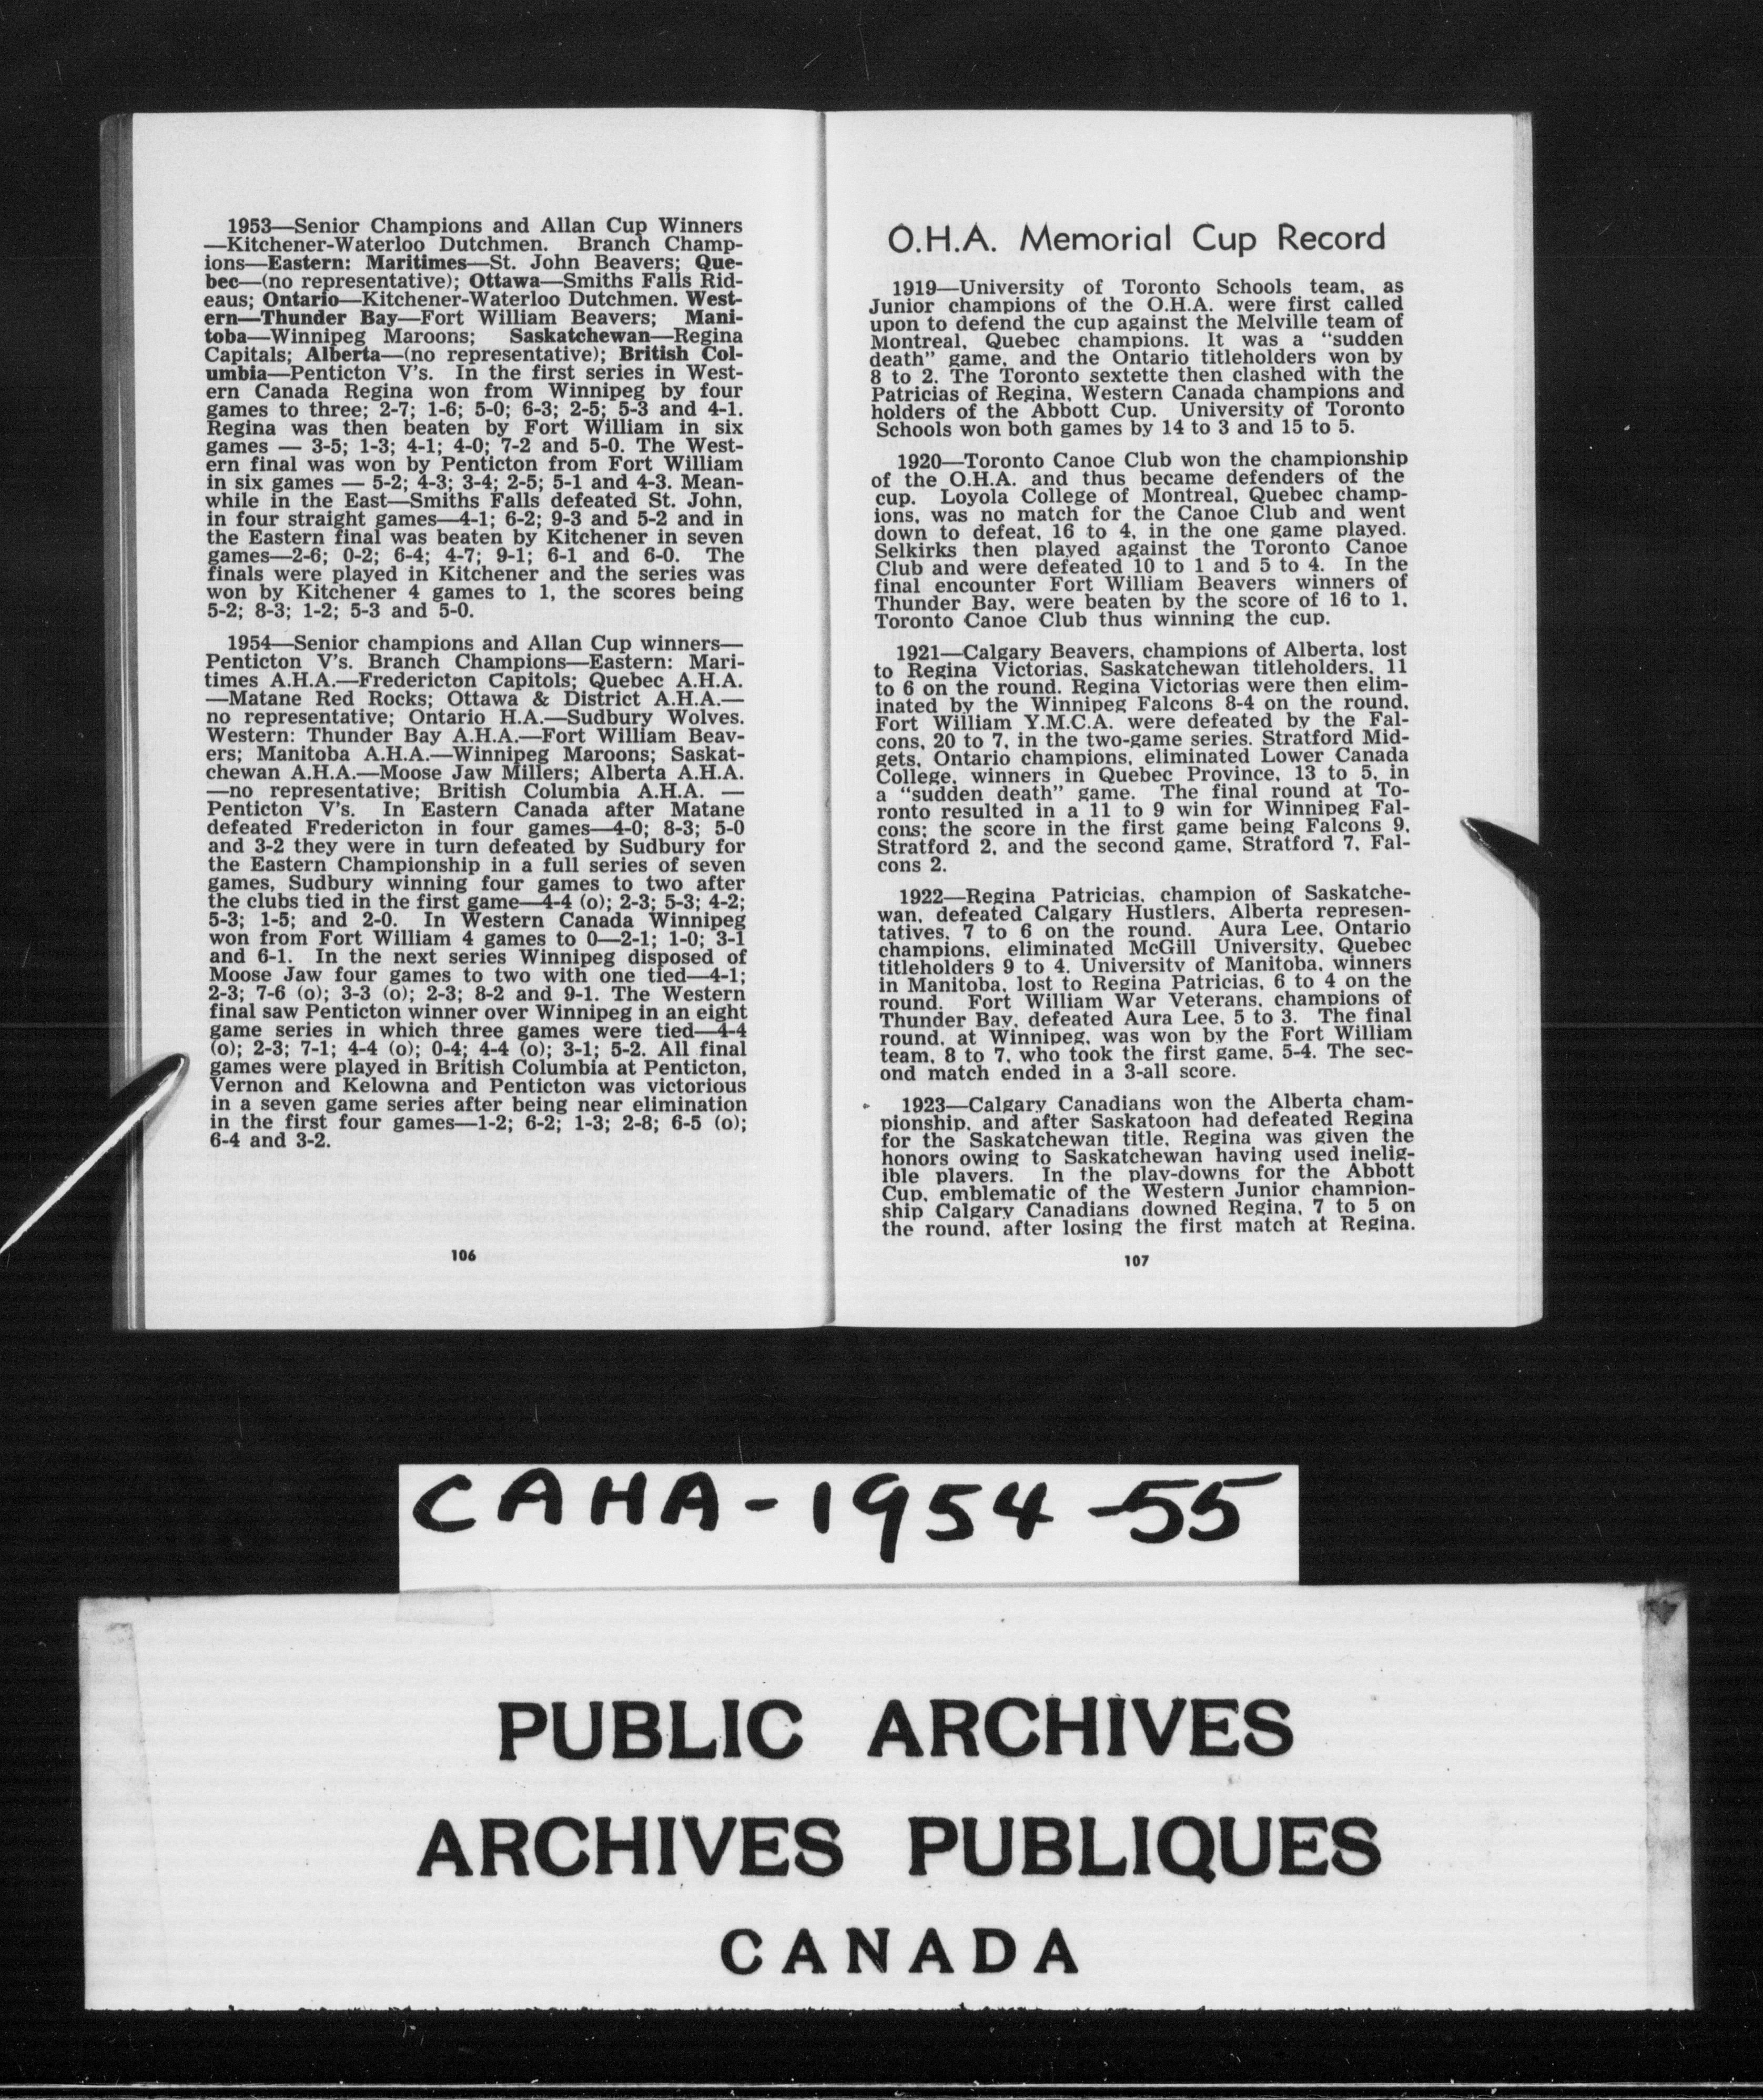 1953—Senior Champions and Allan Cup Winners
—Kitchener-Waterloo Dutchmen. Branch Champ-
ions—Eastern: Maritimes—St. John Beavers; Que-
bec—(no representative); Ottawa—Smiths Falls Rid-
eaus; Ontario—Kitchener-Waterloo Dutchmen. West-
ern—Thunder Bay—Fort William Beavers; Mani-
toba—Winnipeg Maroons; Saskatchewan—Regina
Capitals; Alberta—(no representative); British Col-
umbia—Penticton V's. In the first series in West-
ern Canada Regina won from Winnipeg by four
games to three; 2-7; 1-6; 5-0; 6-3; 2-5; 5-3 and 4-1.
Regina was then beaten by Fort William in six
games — 3-5; 1-3; 4-1; 4-0; 7-2 and 5-0. The West-
ern final was won by Penticton from Fort William
in six games — 5-2; 4-3; 3-4; 2-5; 5-1 and 4-3. Mean-
while in the East—Smiths Falls defeated St. John,
in four straight games—4-1; 6-2; 9-3 and 5-2 and in
the Eastern final was beaten by Kitchener in seven
games—2-6; 0-2; 6-4; 4-7; 9-1; 6-1 and 6-0. The
finals were played in Kitchener and the series was
won by Kitchener 4 games to 1, the scores being
5-2; 8-3; 1-2; 5-3 and 5-0.
1954—Senior champions and Allan Cup winners—
Penticton V's. Branch Champions—Eastern: Mari-
times A.H.A.—Fredericton Capitols; Quebec A.H.A.
—Matane Red Rocks; Ottawa & District A.H.A.—
no representative; Ontario H.A.—Sudbury Wolves.
Western: Thunder Bay A.H.A.—Fort William Beav-
ers; Manitoba A.H.A.—Winnipeg Maroons; Saskat-
chewan A.H.A.—Moose Jaw Millers; Alberta A.H.A.
—no representative; British Columbia A.H.A. —
Penticton V's. In Eastern Canada after Matane
defeated Fredericton in four games—4-0; 8-3; 5-0
and 3-2 they were in turn defeated by Sudbury for
the Eastern Championship in a full series of seven
games, Sudbury winning four games to two after
the clubs tied in the first game—4-4 (o); 2-3; 5-3; 4-2;
5-3; 1-5; and 2-0. In Western Canada Winnipeg
won from Fort William 4 games to 0—2-1; 1-0; 3-1
and 6-1. In the next series Winnipeg disposed of
Moose Jaw four games to two with one tied—4-1;
2-3; 7-6 (o); 3-3 (o); 2-3; 8-2 and 9-1. The Western
final saw Penticton winner over Winnipeg in an eight
game series in which three games were tied—4-4
(o); 2-3; 7-1; 4-4 (o); 0-4; 4-4 (o); 3-1; 5-2. All final
games were played in British Columbia at Penticton,
Vernon and Kelowna and Penticton was victorious
in a seven game series after being near elimination
in the first four games—1-2; 6-2; 1-3; 2-8; 6-5 (o);
6-4 and 3-2.
106
O.H.A. Memorial Cup Record
1919—University of Toronto Schools team, as
Junior champions of the O.H.A. were first called
upon to defend the cup against the Melville team of
Montreal, Quebec champions. It was a "sudden
death" game, and the Ontario titleholders won by
8 to 2. The Toronto sextette then clashed with the
Patricias of Regina, Western Canada champions and
holders of the Abbott Cup. University of Toronto
Schools won both games by 14 to 3 and 15 to 5.
1920—Toronto Canoe Club won the championship
of the O.H.A. and thus became defenders of the
cup. Loyola College of Montreal, Quebec champ-
ions, was no match for the Canoe Club and went
down to defeat, 16 to 4, in the one game played.
Selkirks then played against the Toronto Canoe
Club and were defeated 10 to 1 and 5 to 4. In the
final encounter Fort William Beavers winners of
Thunder Bay, were beaten by the score of 16 to 1,
Toronto Canoe Club thus winning the cup.
1921—Calgary Beavers, champions of Alberta, lost
to Regina Victorias, Saskatchewan titleholders, 11
to 6 on the round. Regina Victorias were then elim-
inated by the Winnipeg Falcons 8-4 on the round.
Fort William Y.M.C.A. were defeated by the Fal-
cons, 20 to 7, in the two-game series. Stratford Mid-
gets, Ontario champions, eliminated Lower Canada
College, winners in Quebec Province, 13 to 5, in
a "sudden death" game. The final round at To-
ronto resulted in a 11 to 9 win for Winnipeg Fal-
cons; the score in the first game being Falcons 9,
Stratford 2, and the second game, Stratford 7, Fal-
cons 2.
1922—Regina Patricias, champion of Saskatche-
wan, defeated Calgary Hustlers, Alberta represen-
tatives, 7 to 6 on the round. Aura Lee, Ontario
champions, eliminated McGill University, Quebec
titleholders 9 to 4. University of Manitoba, winners
in Manitoba, lost to Regina Patricias, 6 to 4 on the
round. Fort William War Veterans, champions of
Thunder Bay, defeated Aura Lee, 5 to 3. The final
round, at Winnipeg, was won by the Fort William
team, 8 to 7, who took the first game, 5-4. The sec-
ond match ended in a 3-all score.
1923—Calgary Canadians won the Alberta cham-
pionship, and after Saskatoon had defeated Regina
for the Saskatchewan title, Regina was given the
honors owing to Saskatchewan having used inelig-
ible players. In the play-downs for the Abbott
Cup, emblematic of the Western Junior champion-
ship Calgary Canadians downed Regina, 7 to 5 on
the round, after losing the first match at Regina.
107
CAHA-1954-55
PUBLIC ARCHIVES
ARCHIVES PUBLIQUES
CANADA